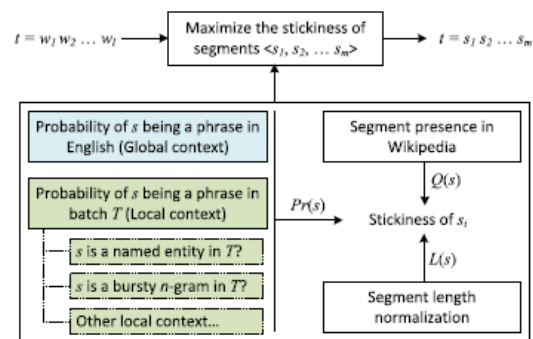 t = w1 w2 … wl
Maximize the stickiness of
segments <s1, s2, … sm>
t = s1 s2 … sm
Probability of s being a phrase in
English (Global context)
Probability of s being a phrase in
batch T (Local context)
s is a named entity in T?
s is a bursty n-gram in T?
Other local context…
Pr(s)
Segment presence in
Wikipedia
Q(s)
Stickiness of si
L(s)
Segment length
normalization